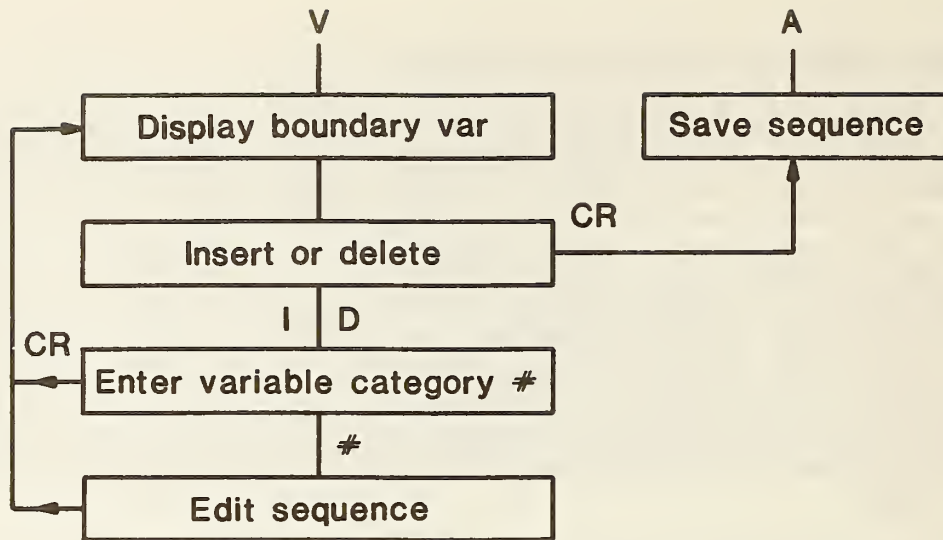 V
A
Display boundary var
Save sequence
CR
Insert or delete
I D
CR
Enter variable category #
#
Edit sequence